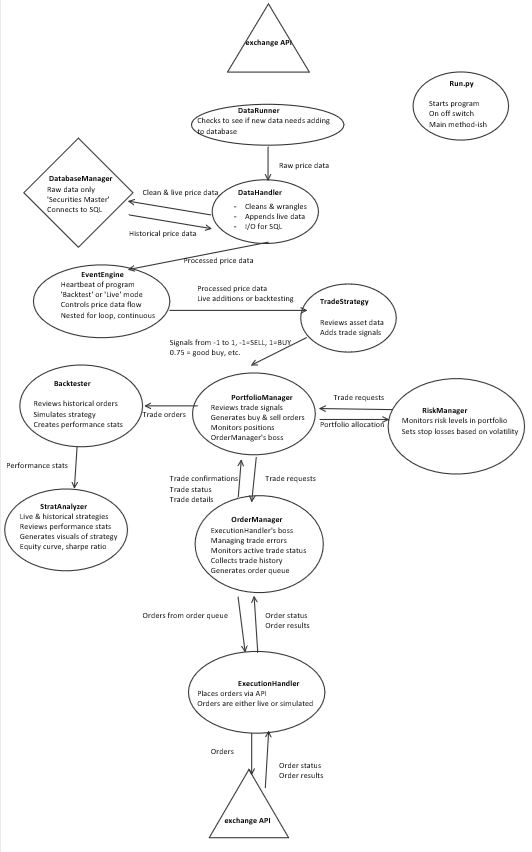 exchange API
Run.py
Starts program
On off switch
Main method-ish
DataRunner
Checks to see if new data needs adding
to database
Raw price data
DatabaseManager
Raw data only
'Securities Master'
Connects to SQL
Clean & live price data
Historical price data
DataHandler
- Cleans & wrangles
- Appends live data
- I/O for SQL
Processed price data
EventEngine
Heartbeat of program
'Backtest' or 'Live' mode
Controls price data flow
Nested for loop, continuous
Processed price data
Live additions or backtesting
TradeStrategy
Reviews asset data
Adds trade signals
Signals from -1 to 1, -1=SELL, 1=BUY
0.75 = good buy, etc.
Backtester
Reviews historical orders
Simulates strategy
Creates performance stats
Trade orders
PortfolioManager
Reviews trade signals
Generates buy & sell orders
Monitors positions
OrderManager's boss
Trade requests
Portfolio allocation
RiskManager
Monitors risk levels in portfolio
Sets stop losses based on volatility
Performance stats
StratAnalyzer
Live & historical strategies
Reviews performance stats
Generates visuals of strategy
Equity curve, sharpe ratio
Trade confirmations
Trade status
Trade details
Trade requests
OrderManager
ExecutionHandler's boss
Managing trade errors
Monitors active trade status
Collects trade history
Generates order queue
Orders from order queue
Order status
Order results
ExecutionHandler
Places orders via API
Orders are either live or simulated
Orders
Order status
Order results
exchange API